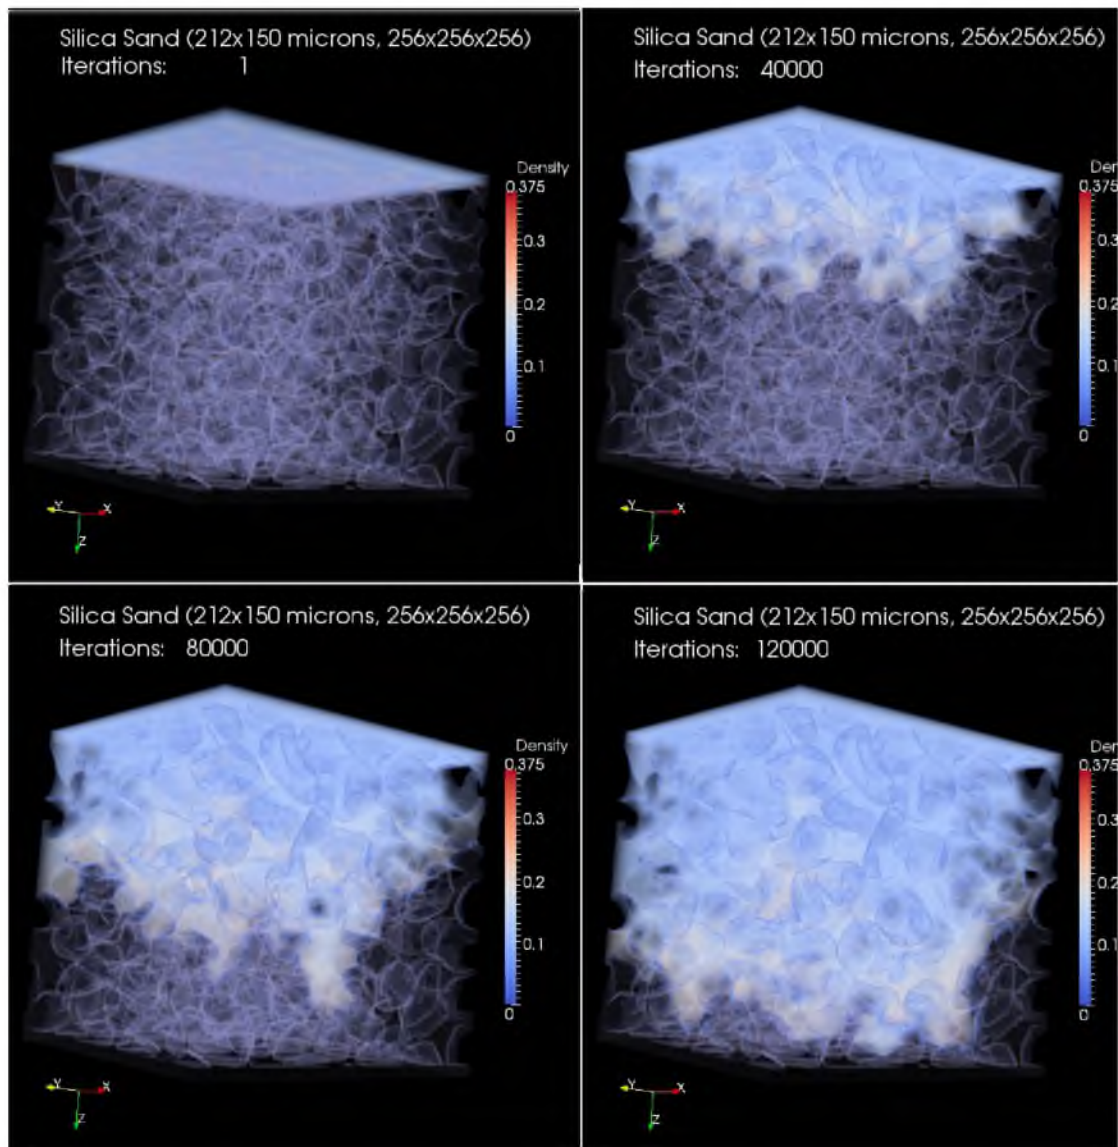 Silica Sand (212x150 microns, 256x256x256)
Iterations: 1
Density
0.375
0.3
0.2
0.1
0
Y
X
Z
Silica Sand (212x150 microns, 256x256x256)
Iterations: 40000
Den
0.375
0.3
0.2
0.1
0
Y
X
Z
Silica Sand (212x150 microns, 256x256x256)
Iterations: 80000
Density
0.375
0.3
0.2
0.1
0
Y
X
Z
Silica Sand (212x150 microns, 256x256x256)
Iterations: 120000
Den
0.375
0.3
0.2
0.1
0
Y
X
Z